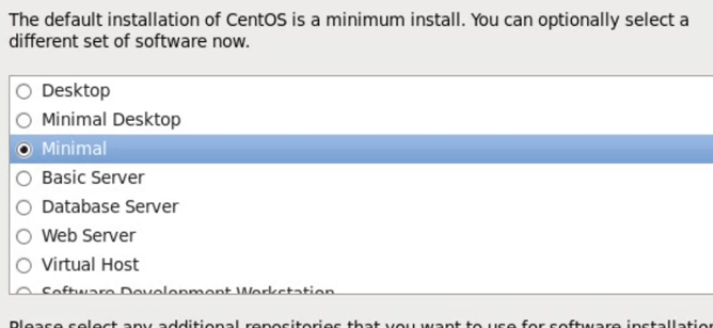 The default installation of CentOS is a minimum install. You can optionally select a
different set of software now.
Desktop
Minimal Desktop
Minimal
Basic Server
Database Server
Web Server
Virtual Host
Software Development Workstation
Please select any additional repositories that you want to use for software installation